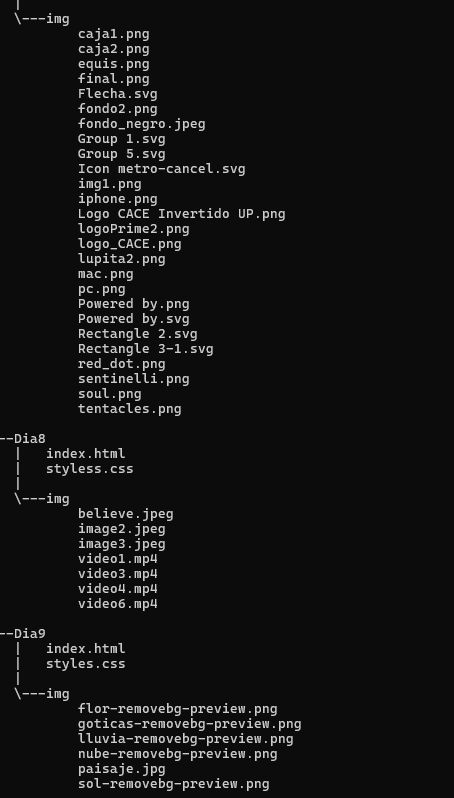 |
\---img
caja1.png
caja2.png
equis.png
final.png
Flecha.svg
fondo2.png
fondo_negro.jpeg
Group 1.svg
Group 5.svg
Icon metro-cancel.svg
img1.png
iphone.png
Logo CACE Invertido UP.png
logoPrime2.png
logo_CACE.png
lupita2.png
mac.png
pc.png
Powered by.png
Powered by.svg
Rectangle 2.svg
Rectangle 3-1.svg
red_dot.png
sentinelli.png
soul.png
tentacles.png
--Dia8
|   index.html
|   styless.css
|
\---img
believe.jpeg
image2.jpeg
image3.jpeg
video1.mp4
video3.mp4
video4.mp4
video6.mp4
--Dia9
|   index.html
|   styles.css
|
\---img
flor-removebg-preview.png
goticas-removebg-preview.png
lluvia-removebg-preview.png
nube-removebg-preview.png
paisaje.jpg
sol-removebg-preview.png